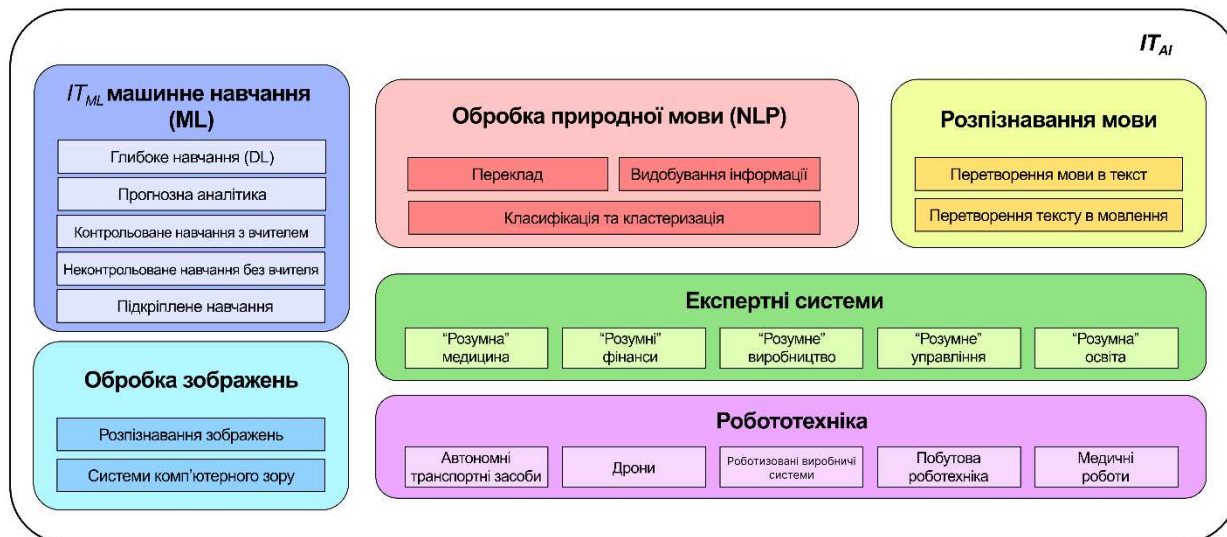 IT_AI
IT_ML машинне навчання
(ML)
Глибоке навчання (DL)
Прогнозна аналітика
Контрольоване навчання з вчителем
Неконтрольоване навчання без вчителя
Підкріплене навчання
Обробка зображень
Розпізнавання зображень
Системи комп’ютерного зору
Обробка природної мови (NLP)
Переклад
Видобування інформації
Класифікація та кластеризація
Розпізнавання мови
Перетворення мови в текст
Перетворення тексту в мовлення
Експертні системи
“Розумна”
медицина
“Розумні”
фінанси
“Розумне”
виробництво
“Розумне”
управління
“Розумна”
освіта
Робототехніка
Автономні
транспортні засоби
Дрони
Роботизовані виробничі
системи
Побутова
роботехніка
Медичні
роботи